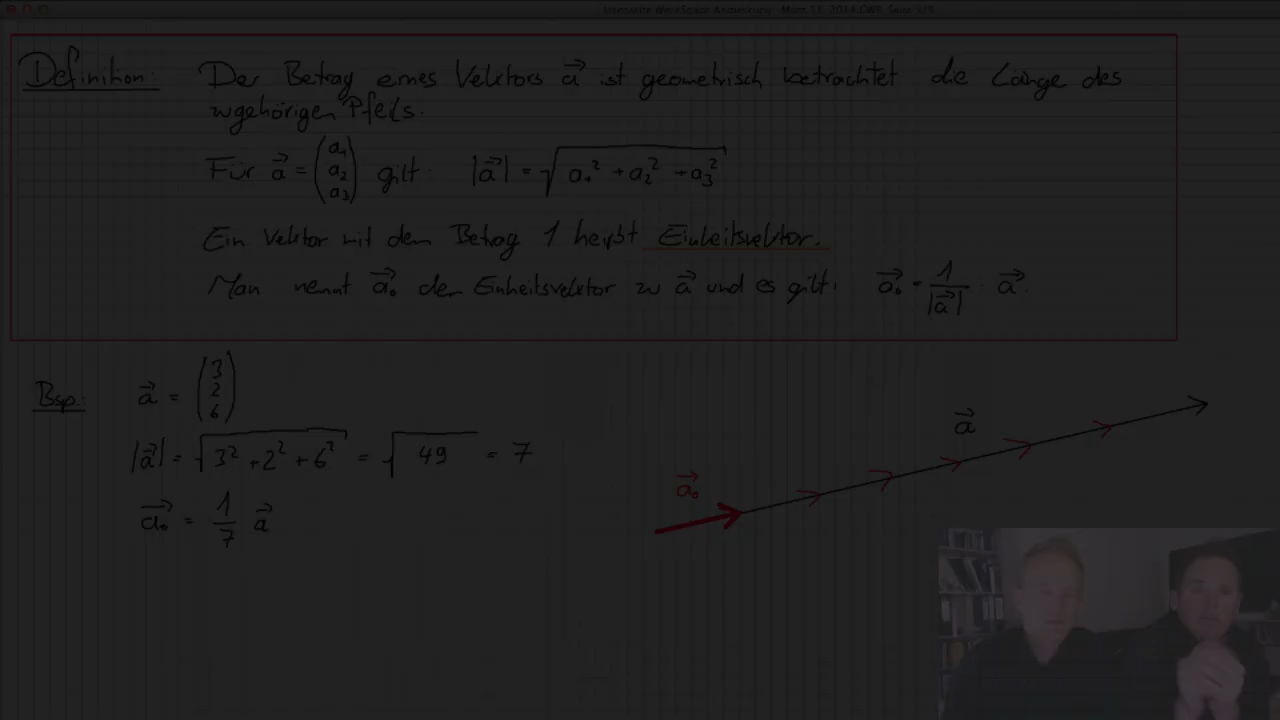 Definition: Der Betrag eines Vektors a⃗ ist geometrisch betrachtet die Länge des
zugehörigen Pfeils.
Für a⃗ = (a₁ a₂ a₃) gilt: |a⃗| = √(a₁² + a₂² + a₃²)
Ein Vektor mit dem Betrag 1 heißt Einheitsvektor.
Man nennt a⃗₀ den Einheitsvektor zu a⃗ und es gilt: a⃗₀ = 1/|a⃗| · a⃗.
Bsp.: a⃗ = (3 2 6)
|a⃗| = √(3² + 2² + 6²) = √49 = 7
a⃗₀ = 1/7 a⃗
a⃗
a⃗₀